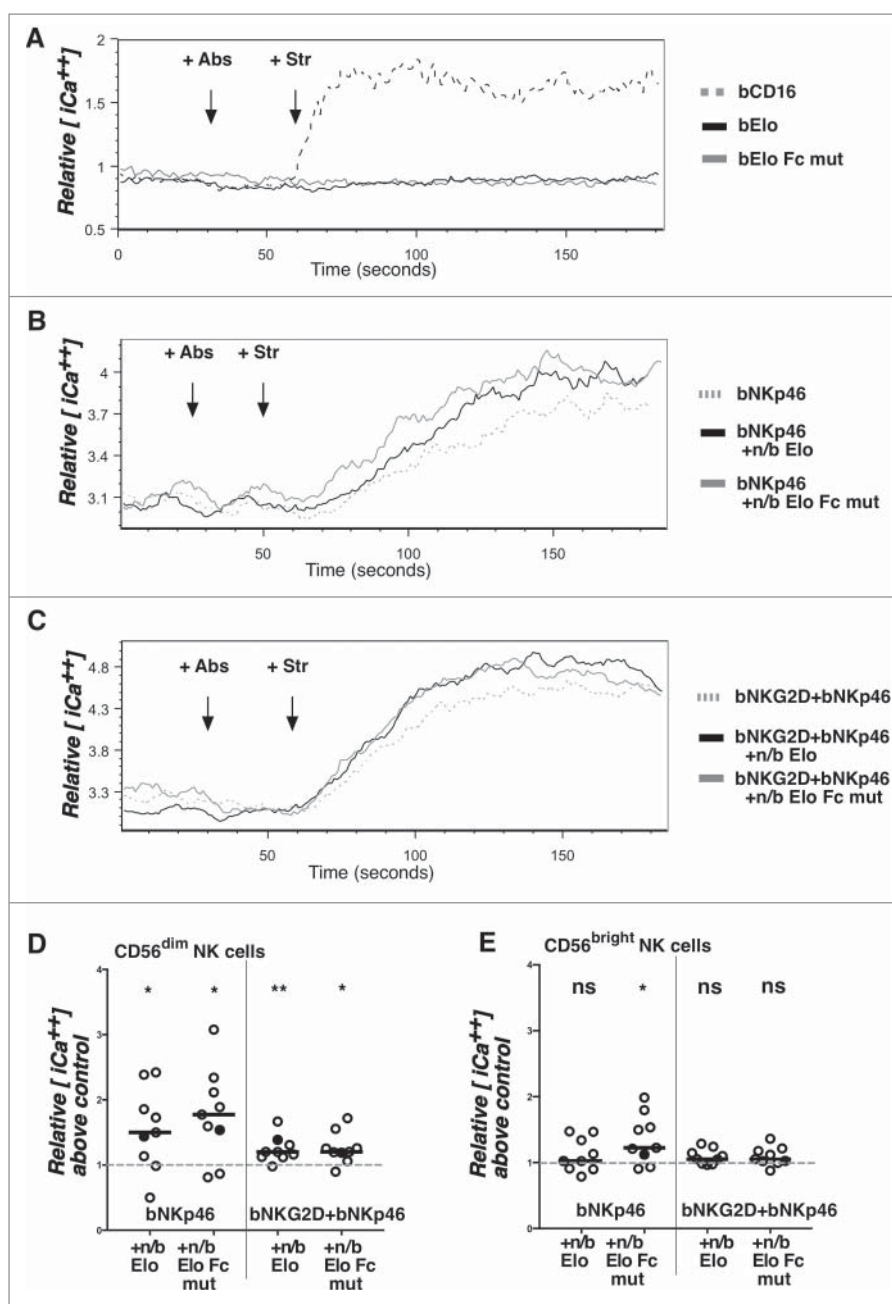 A
2
1.5
1
0.5
Relative [ iCa++]
+ Abs
+ Str
0
50
100
150
Time (seconds)
bCD16
bElo
bElo Fc mut
B
4
3.7
3.4
3.1
Relative [ iCa++]
+ Abs
+ Str
50
100
150
Time (seconds)
bNKp46
bNKp46
+n/b Elo
bNKp46
+n/b Elo Fc mut
C
4.8
4.3
3.8
3.3
Relative [ iCa++]
+ Abs
+ Str
50
100
150
Time (seconds)
bNKG2D+bNKp46
bNKG2D+bNKp46
+n/b Elo
bNKG2D+bNKp46
+n/b Elo Fc mut
D
CD56dim NK cells
4
3
2
1
0
Relative [ iCa++]
above control
*
*
**
*
bNKp46
bNKG2D+bNKp46
+n/b
Elo
+n/b
Elo Fc
mut
+n/b
Elo
+n/b
Elo Fc
mut
E
CD56bright NK cells
4
3
2
1
0
Relative [ iCa++]
above control
ns
*
ns
ns
bNKp46
bNKG2D+bNKp46
+n/b
Elo
+n/b
Elo Fc
mut
+n/b
Elo
+n/b
Elo Fc
mut